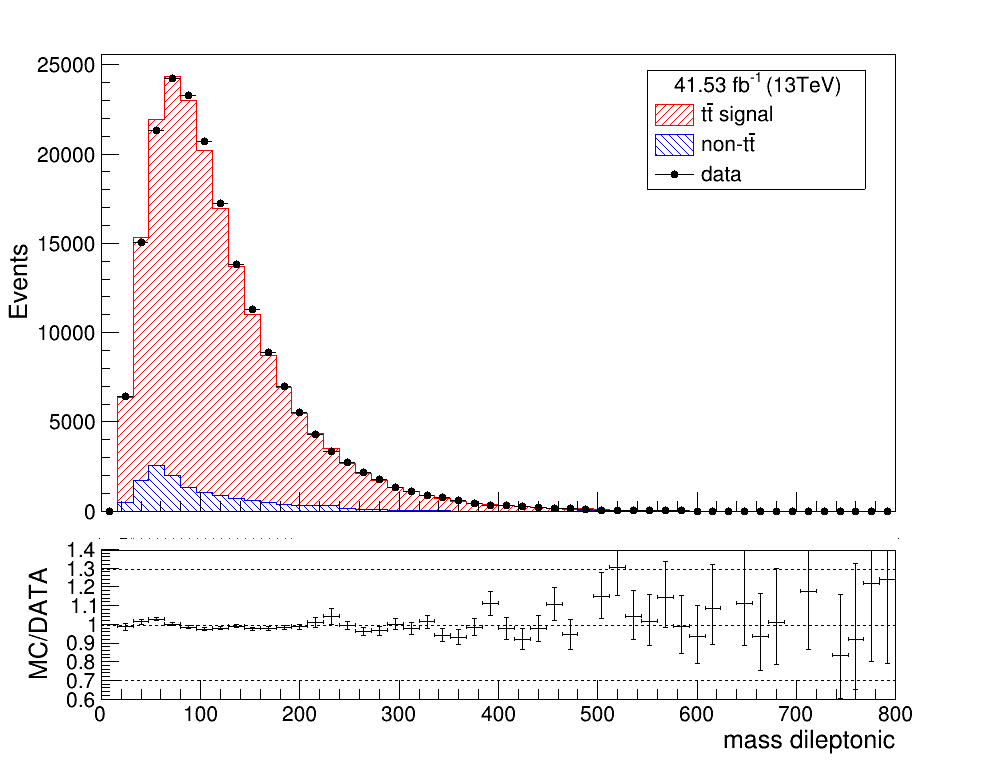 25000
20000
15000
10000
5000
0
Events
41.53 fb⁻¹ (13TeV)
tt̄ signal
non-tt̄
data
1.4
1.3
1.2
1.1
1
0.9
0.8
0.7
0.6
MC/DATA
0 100 200 300 400 500 600 700 800
mass dileptonic